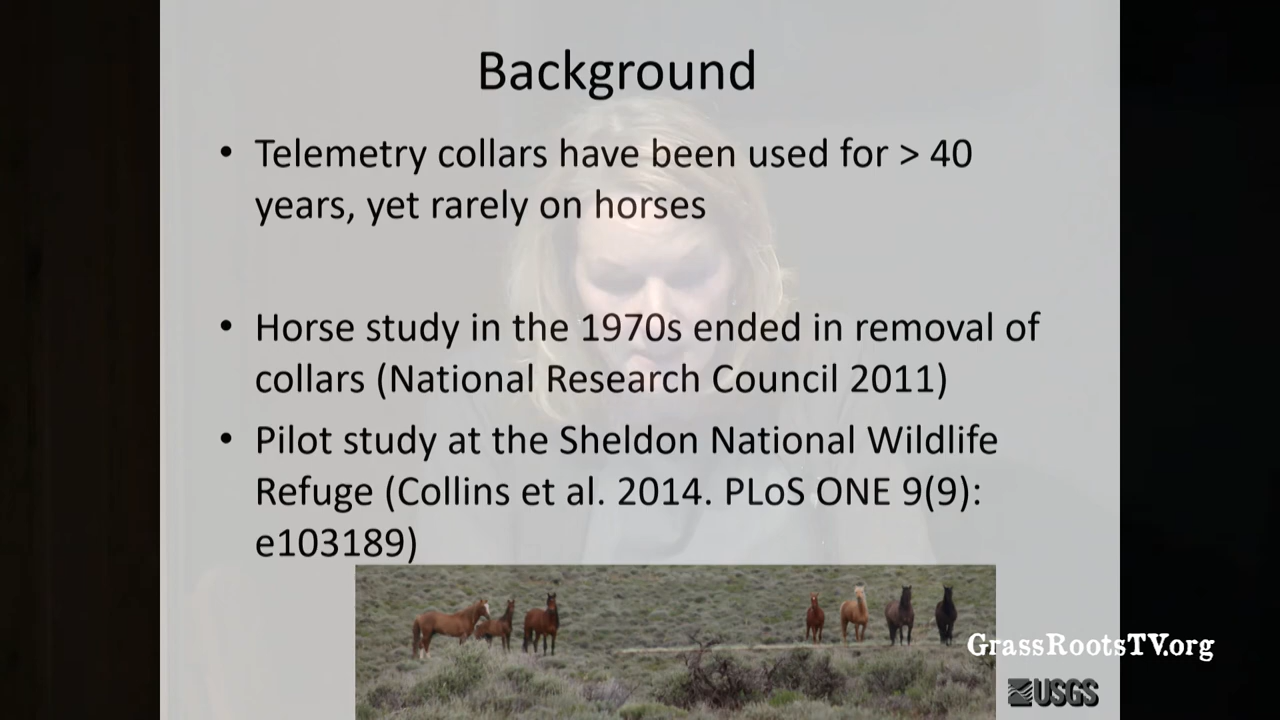 Background
• Telemetry collars have been used for > 40
years, yet rarely on horses
• Horse study in the 1970s ended in removal of
collars (National Research Council 2011)
• Pilot study at the Sheldon National Wildlife
Refuge (Collins et al. 2014. PLoS ONE 9(9):
e103189)
GrassRootsTV.org
USGS